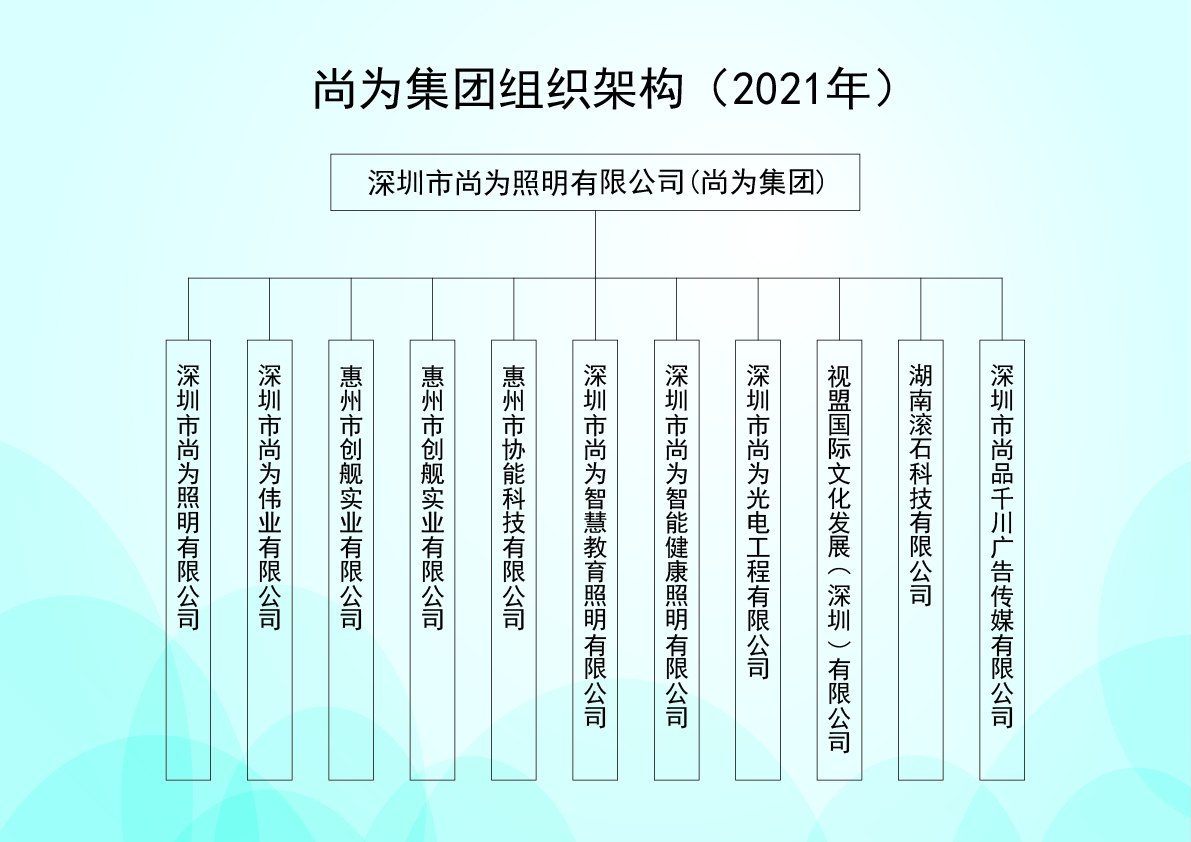 尚为集团组织架构（2021年）
深圳市尚为照明有限公司(尚为集团)
深圳市尚为照明有限公司
深圳市尚为伟业有限公司
惠州市创舰实业有限公司
惠州市创舰实业有限公司
惠州市协能科技有限公司
深圳市尚为智慧教育照明有限公司
深圳市尚为智能健康照明有限公司
深圳市尚为光电工程有限公司
视盟国际文化发展（深圳）有限公司
湖南滚石科技有限公司
深圳市尚品千川广告传媒有限公司